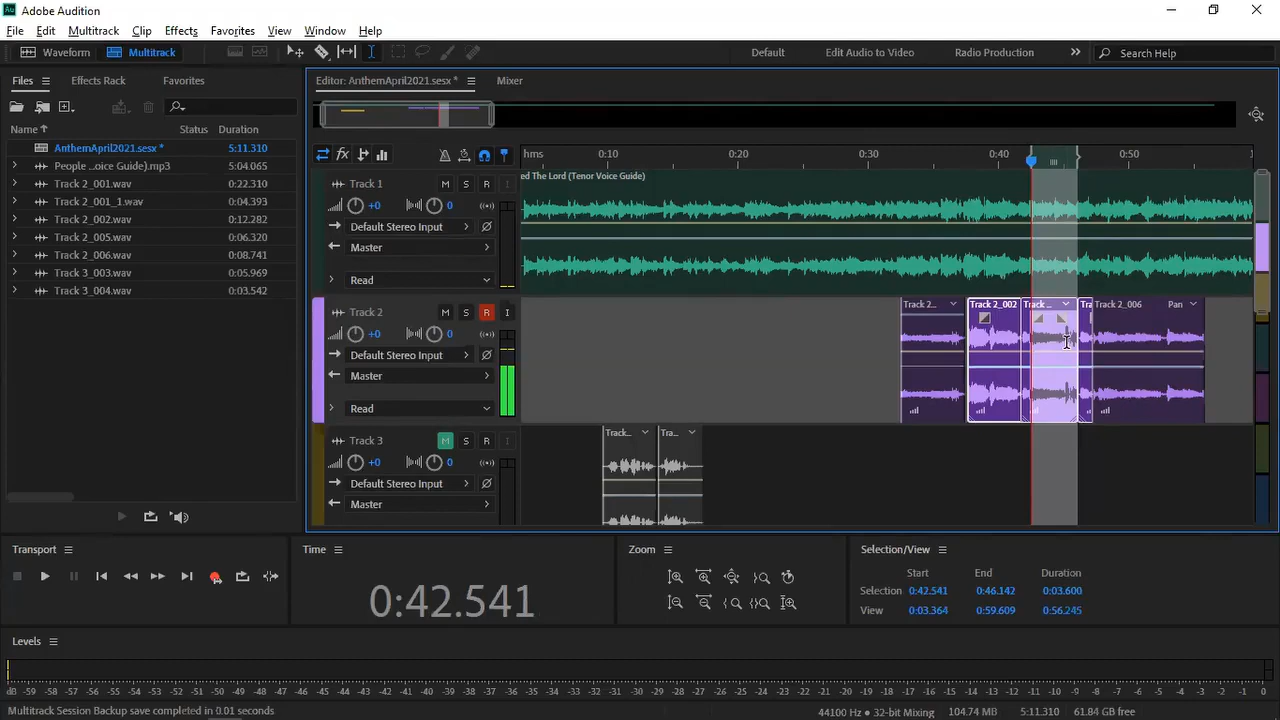 Au Adobe Audition
File Edit Multitrack Clip Effects Favorites View Window Help
Waveform Multitrack Default Edit Audio to Video Radio Production » Search Help
Files Effects Rack Favorites
Editor: AnthemApril2021.sesx * Mixer
Name Status Duration
AnthemApril2021.sesx * 5:11.310
People ...oice Guide).mp3 5:04.065
Track 2_001.wav 0:22.310
Track 2_001_1.wav 0:04.393
Track 2_002.wav 0:12.282
Track 2_005.wav 0:06.320
Track 2_006.wav 0:08.741
Track 3_003.wav 0:05.969
Track 3_004.wav 0:03.542
fx hms 0:10 0:20 0:30 0:40 0:50 1
ed The Lord (Tenor Voice Guide)
Track 1 M S R I
+0 0
Default Stereo Input
Master
Read
Track 2 M S R I
+0 0
Default Stereo Input
Master
Read
Track 2... Track 2_002 Track ... Tra Track 2_006 Pan
Track 3 M S R I
+0 0
Default Stereo Input
Master
Track... Tra...
Transport Time Zoom Selection/View
0:42.541
Start End Duration
Selection 0:42.541 0:46.142 0:03.600
View 0:03.364 0:59.609 0:56.245
Levels
dB -59 -58 -57 -56 -55 -54 -53 -52 -51 -50 -49 -48 -47 -46 -45 -44 -43 -42 -41 -40 -39 -38 -37 -36 -35 -34 -33 -32 -31 -30 -29 -28 -27 -26 -25 -24 -23 -22 -21 -20 -19 -18 -17 -16 -15 -14 -13 -12 -11 -10 -9 -8 -7 -6 -5 -4 -3 -2 -1 0
Multitrack Session Backup save completed in 0.01 seconds 44100 Hz • 32-bit Mixing 104.74 MB 5:11.310 61.84 GB free